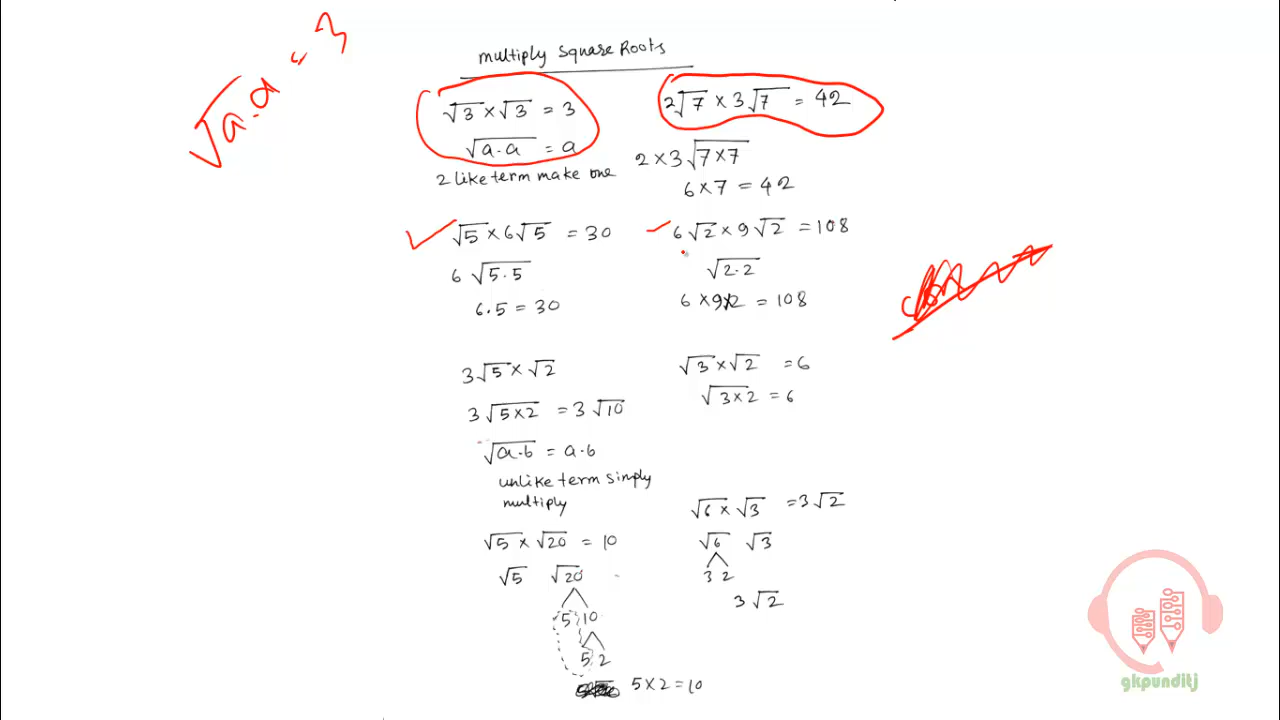 multiply Square Roots
√a.a = 3
√3 × √3 = 3
√a.a = a
2 like term make one
2√7 × 3√7 = 42
2 × 3√7 × 7
6 × 7 = 42
√5 × 6√5 = 30
6 √5.5
6.5 = 30
6√2 × 9√2 = 108
√2.2
6 × 9×2 = 108
3√5 × √2
3√5×2 = 3√10
√a.b = a.b
unlike term simply
multiply
√3 × √2 = 6
√3×2 = 6
√5 × √20 = 10
√5 √20
5 10
5 2
5 × 2 = 10
√6 × √3 = 3√2
√6 √3
3 2
3√2
gkpunditj